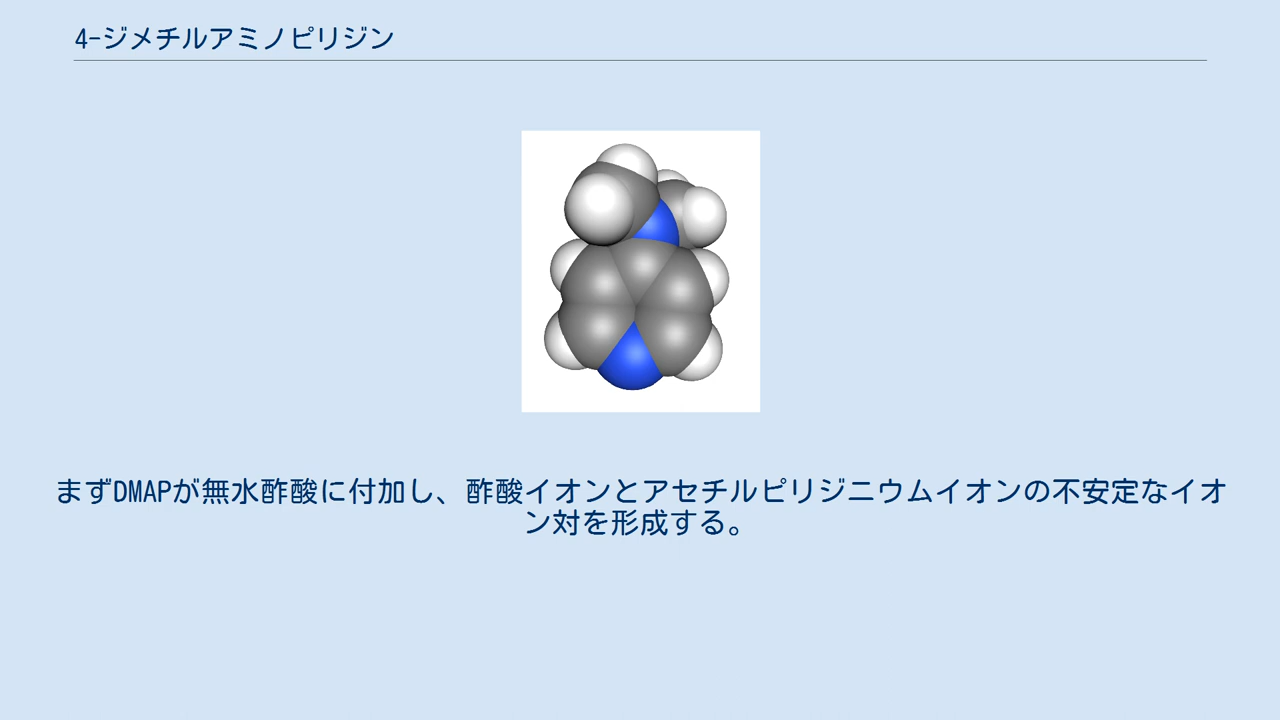 4-ジメチルアミノピリジン
まずDMAPが無水酢酸に付加し、酢酸イオンとアセチルピリジニウムイオンの不安定なイオ
ン対を形成する。